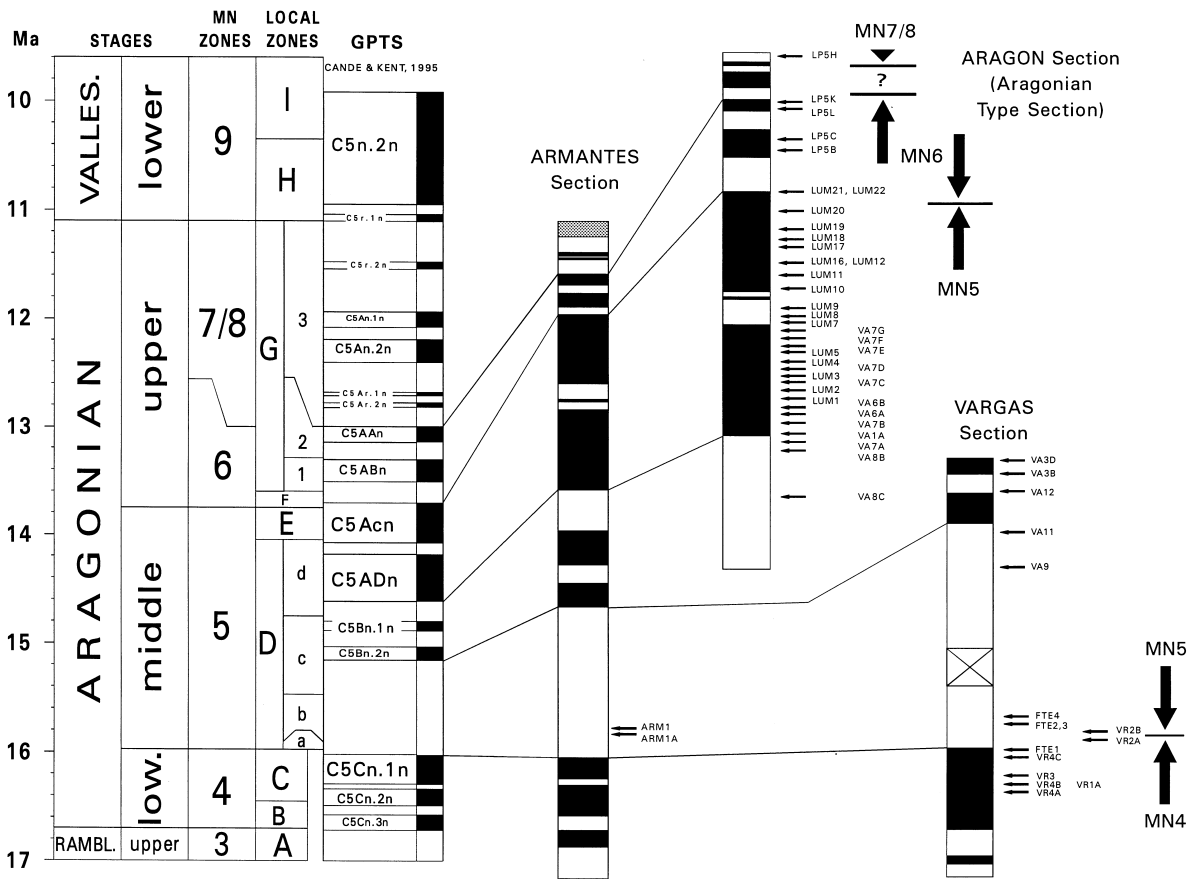 Ma
STAGES
MN
ZONES
LOCAL
ZONES
GPTS
CANDE & KENT, 1995
10
11
12
13
14
15
16
17
VALLES.
lower
ARAGONIAN
upper
middle
low.
RAMBL.
upper
9
7/8
6
5
4
3
I
H
G
3
2
1
F
E
D
d
c
b
a
C
B
A
C5n.2n
C5r.1n
C5r.2n
C5An.1n
C5An.2n
C5Ar.1n
C5Ar.2n
C5AAn
C5ABn
C5Acn
C5ADn
C5Bn.1n
C5Bn.2n
C5Cn.1n
C5Cn.2n
C5Cn.3n
ARMANTES
Section
ARM1
ARM1A
ARAGON Section
(Aragonian
Type Section)
LP5H
LP5K
LP5L
LP5C
LP5B
LUM21, LUM22
LUM20
LUM19
LUM18
LUM17
LUM16, LUM12
LUM11
LUM10
LUM9
LUM8
LUM7
VA7G
VA7F
LUM5 VA7E
LUM4
VA7D
LUM3
VA7C
LUM2
LUM1 VA6B
VA6A
VA7B
VA1A
VA7A
VA8B
VA8C
MN7/8
?
MN6
MN5
VARGAS
Section
VA3D
VA3B
VA12
VA11
VA9
FTE4
FTE2,3
VR2B
VR2A
FTE1
VR4C
VR3
VR4B VR1A
VR4A
MN5
MN4